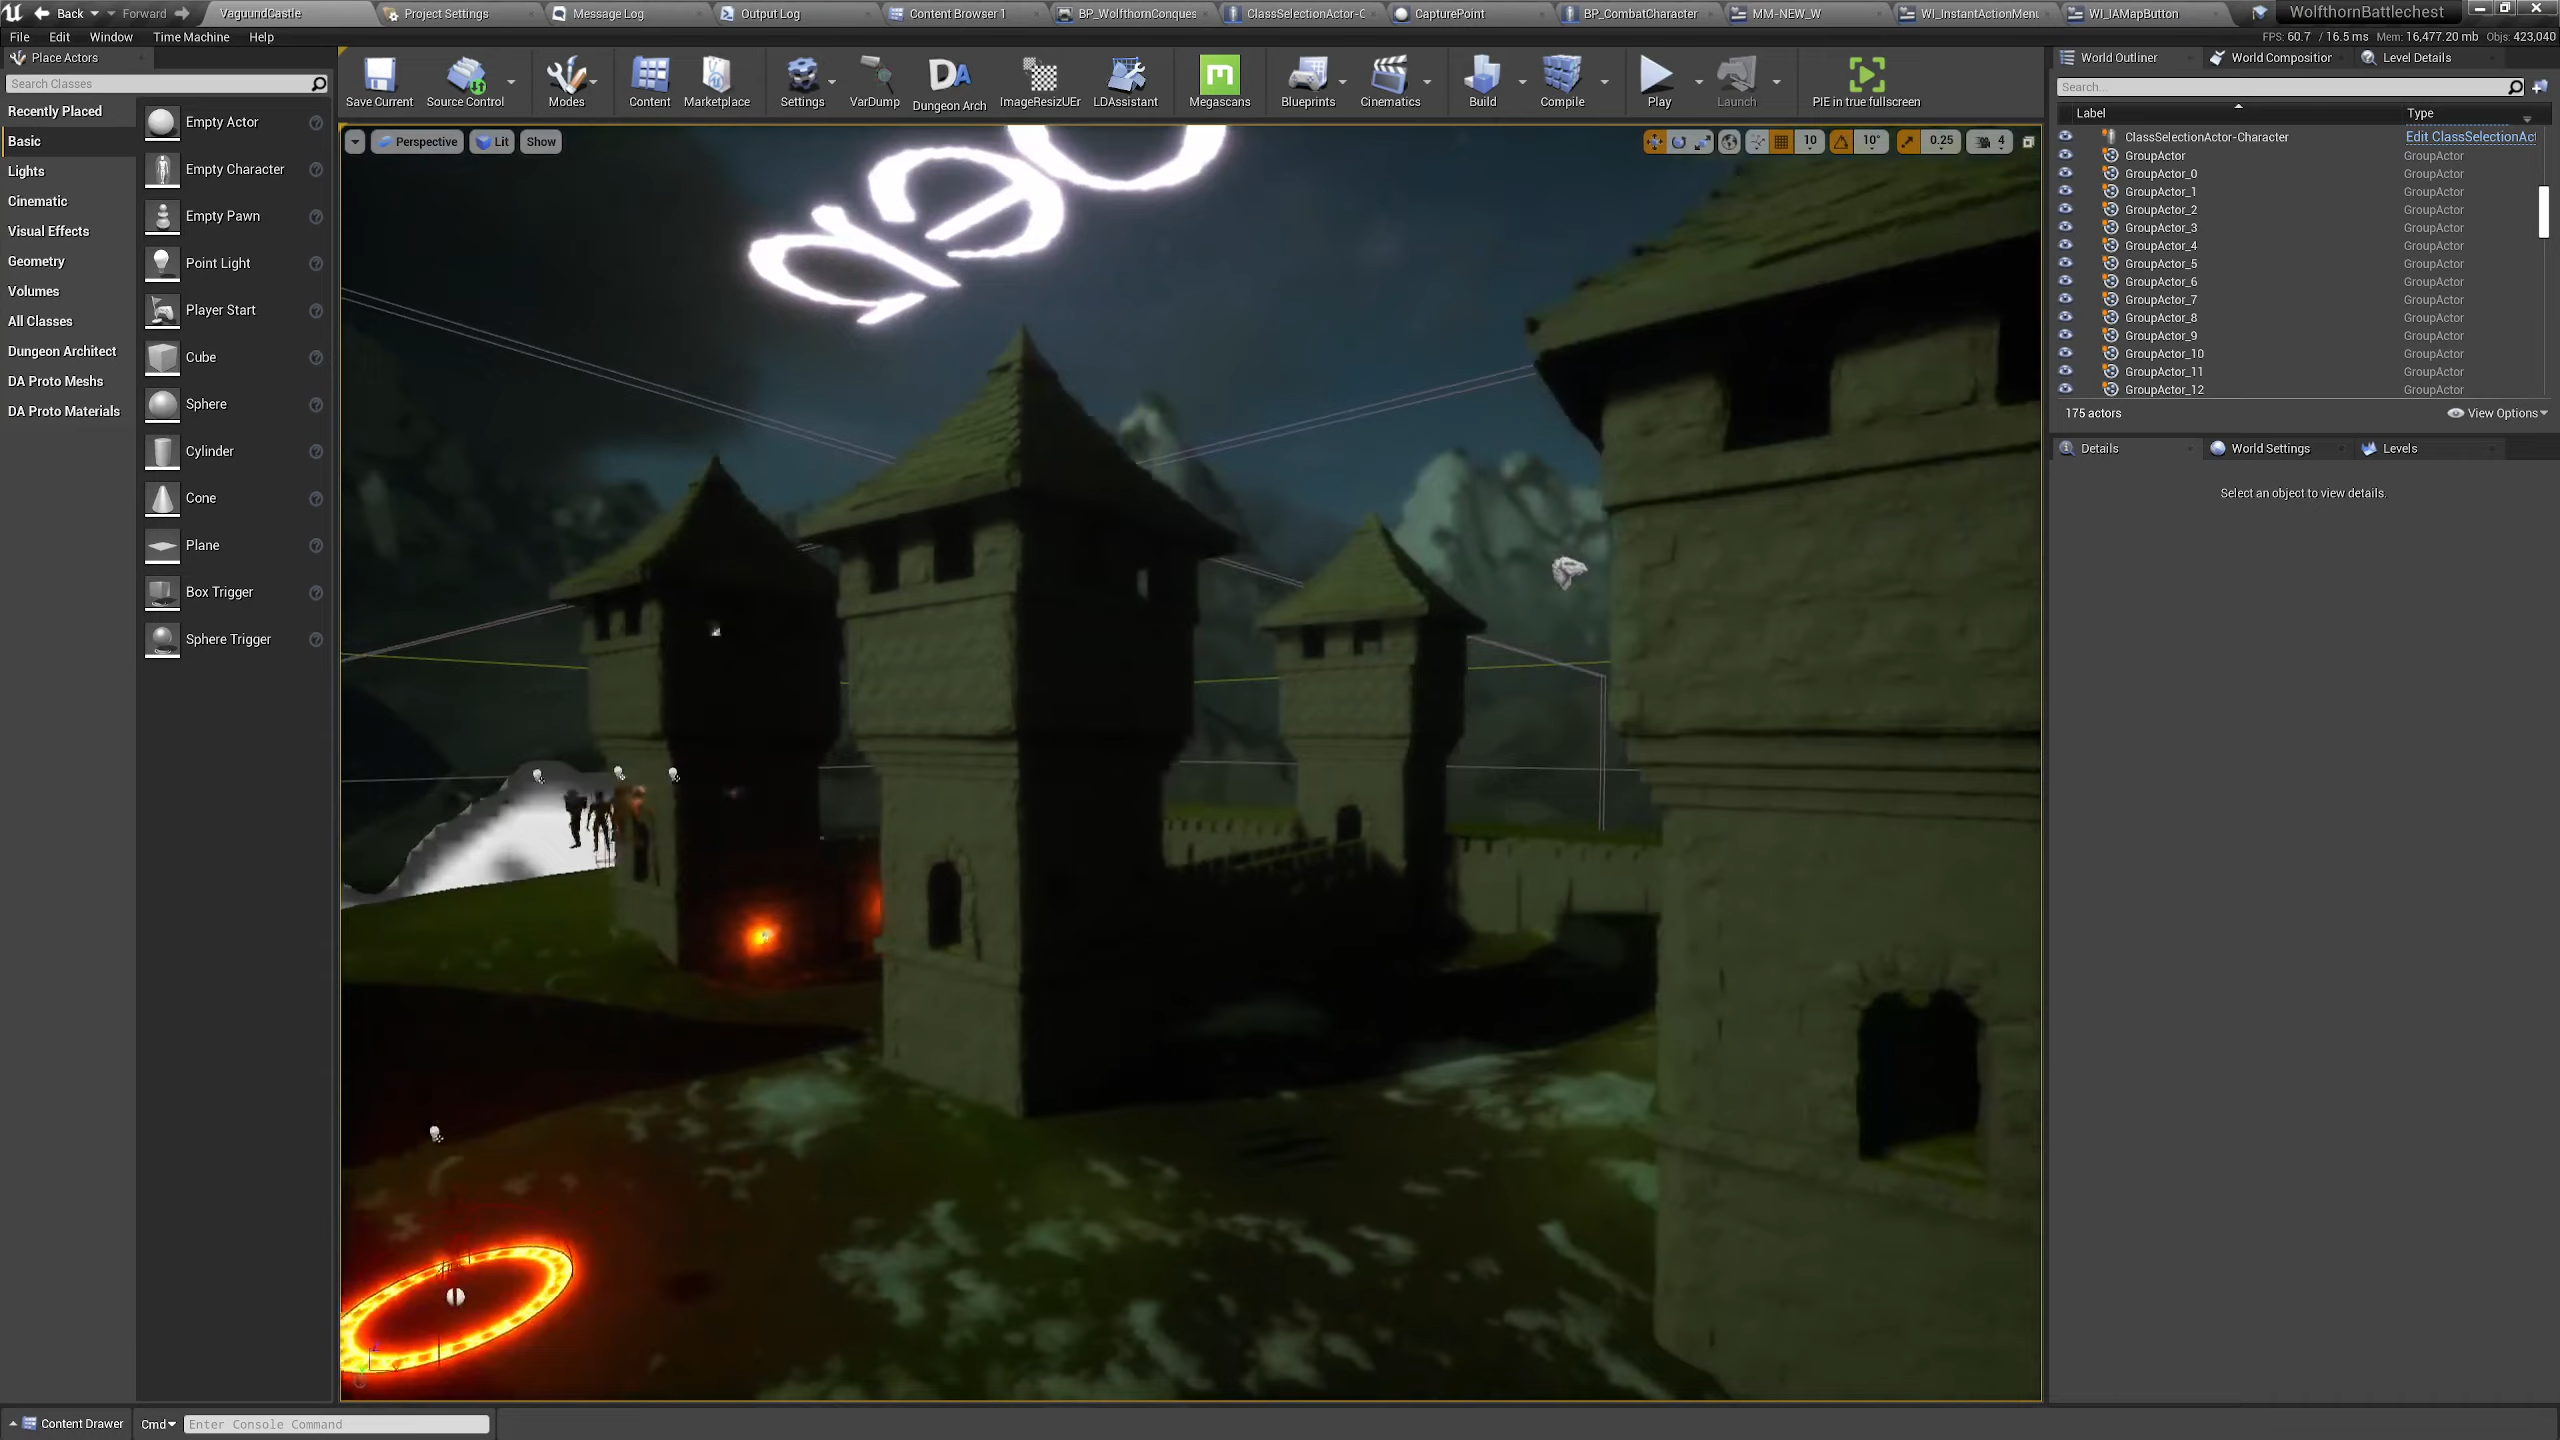 Back
Forward
VaguundCastle
Project Settings
Message Log
Output Log
Content Browser 1
BP_WolfthornConques
ClassSelectionActor-C
CapturePoint
BP_CombatCharacter
MM-NEW_W
WI_InstantActionMenu
WI_IAMapButton
WolfthornBattlechest
File
Edit
Window
Time Machine
Help
FPS: 60.7 / 16.5 ms Mem: 16,477.20 mb Objs: 423,040
Place Actors
Search Classes
Recently Placed
Basic
Lights
Cinematic
Visual Effects
Geometry
Volumes
All Classes
Dungeon Architect
DA Proto Meshs
DA Proto Materials
Empty Actor
Empty Character
Empty Pawn
Point Light
Player Start
Cube
Sphere
Cylinder
Cone
Plane
Box Trigger
Sphere Trigger
Save Current
Source Control
Modes
Content
Marketplace
Settings
VarDump
Dungeon Arch
ImageResizUEr
LDAssistant
Megascans
Blueprints
Cinematics
Build
Compile
Play
Launch
PIE in true fullscreen
Perspective
Lit
Show
10
10°
0.25
4
World Outliner
World Composition
Level Details
Search...
Label
Type
ClassSelectionActor-Character Edit ClassSelectionAct
GroupActor GroupActor
GroupActor_0 GroupActor
GroupActor_1 GroupActor
GroupActor_2 GroupActor
GroupActor_3 GroupActor
GroupActor_4 GroupActor
GroupActor_5 GroupActor
GroupActor_6 GroupActor
GroupActor_7 GroupActor
GroupActor_8 GroupActor
GroupActor_9 GroupActor
GroupActor_10 GroupActor
GroupActor_11 GroupActor
GroupActor_12 GroupActor
175 actors
View Options
Details
World Settings
Levels
Select an object to view details.
Content Drawer
Cmd
Enter Console Command